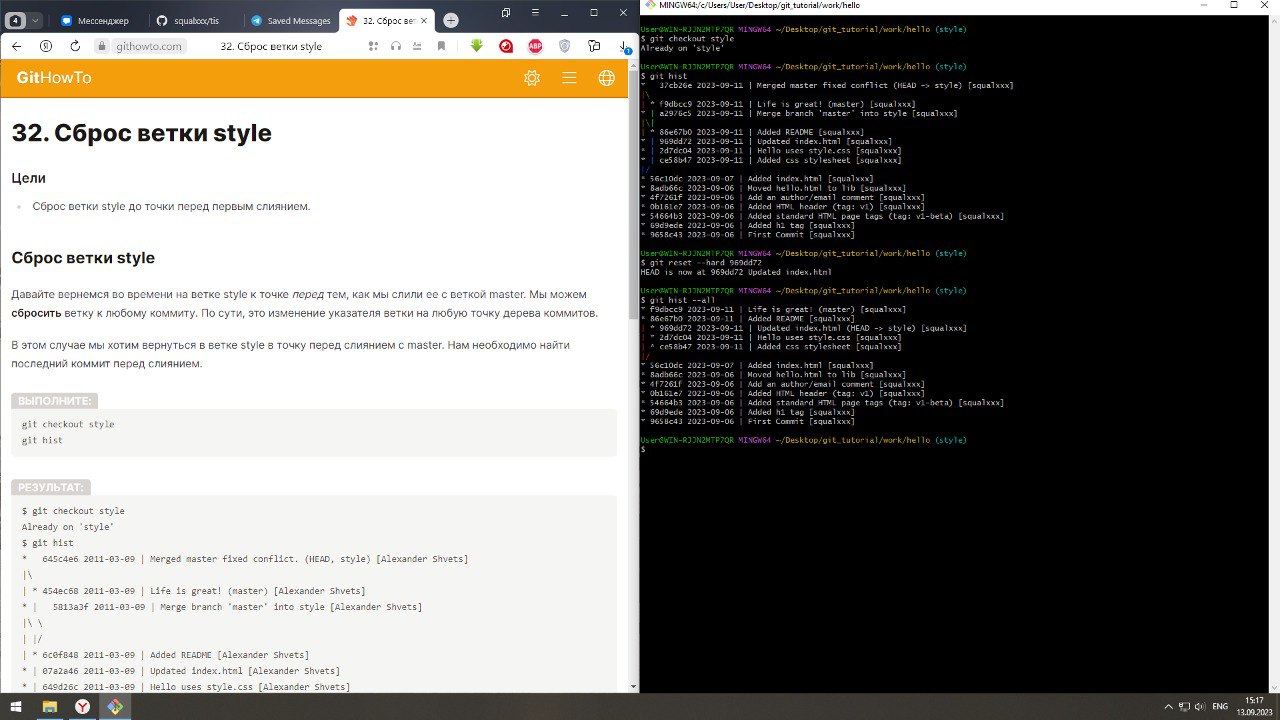 4
Мессендж
squalxxx/tis
Saved Messages
32. Сброс вет
githowto.com
32. Сброс ветки style
ABP
1
GitHowTo
32. Сброс ветки style
Цели
Сброс ветки style до точки перед первым слиянием.
Сброс ветки style
Давайте вернемся во времени на ветке style к точке перед тем, как мы слили ее с веткой master. Мы можем
сбросить ветку к любому коммиту. По сути, это изменение указателя ветки на любую точку дерева коммитов.
В этом случае мы хотим вернуться в ветке style в точку перед слиянием с master. Нам необходимо найти
последний коммит перед слиянием.
ВЫПОЛНИТЕ:
git checkout style
git hist
РЕЗУЛЬТАТ:
$ git checkout style
Already on 'style'
$ git hist
*   645c4e6 2011-03-09 | Merged master fixed conflict. (HEAD, style) [Alexander Shvets]
|\
| * 454ec68 2011-03-09 | Life is great! (master) [Alexander Shvets]
* |   5813a3f 2011-03-09 | Merge branch 'master' into style [Alexander Shvets]
|\ \
| |/
| * 6c0f848 2011-03-09 | Added README [Alexander Shvets]
* | 07a2a46 2011-03-09 | Updated index.html [Alexander Shvets]
* | 649d26c 2011-03-09 | Hello uses style.css [Alexander Shvets]
MINGW64:/c/Users/User/Desktop/git_tutorial/work/hello
User@WIN-RJJN2MTP7QR MINGW64 ~/Desktop/git_tutorial/work/hello (style)
$ git checkout style
Already on 'style'
User@WIN-RJJN2MTP7QR MINGW64 ~/Desktop/git_tutorial/work/hello (style)
$ git hist
*   37cb26e 2023-09-11 | Merged master fixed conflict (HEAD -> style) [squalxxx]
|\
| * f9dbcc9 2023-09-11 | Life is great! (master) [squalxxx]
* | a2976c5 2023-09-11 | Merge branch 'master' into style [squalxxx]
|\|
| * 86e67b0 2023-09-11 | Added README [squalxxx]
* | 969dd72 2023-09-11 | Updated index.html [squalxxx]
* | 2d7dc04 2023-09-11 | Hello uses style.css [squalxxx]
* | ce58b47 2023-09-11 | Added css stylesheet [squalxxx]
|/
* 56c10dc 2023-09-07 | Added index.html [squalxxx]
* 8adb66c 2023-09-06 | Moved hello.html to lib [squalxxx]
* 4f7261f 2023-09-06 | Add an author/email comment [squalxxx]
* 0b161e7 2023-09-06 | Added HTML header (tag: v1) [squalxxx]
* 54664b3 2023-09-06 | Added standard HTML page tags (tag: v1-beta) [squalxxx]
* 69d9ede 2023-09-06 | Added h1 tag [squalxxx]
* 9658c43 2023-09-06 | First Commit [squalxxx]
User@WIN-RJJN2MTP7QR MINGW64 ~/Desktop/git_tutorial/work/hello (style)
$ git reset --hard 969dd72
HEAD is now at 969dd72 Updated index.html
User@WIN-RJJN2MTP7QR MINGW64 ~/Desktop/git_tutorial/work/hello (style)
$ git hist --all
* f9dbcc9 2023-09-11 | Life is great! (master) [squalxxx]
* 86e67b0 2023-09-11 | Added README [squalxxx]
| * 969dd72 2023-09-11 | Updated index.html (HEAD -> style) [squalxxx]
| * 2d7dc04 2023-09-11 | Hello uses style.css [squalxxx]
| * ce58b47 2023-09-11 | Added css stylesheet [squalxxx]
|/
* 56c10dc 2023-09-07 | Added index.html [squalxxx]
* 8adb66c 2023-09-06 | Moved hello.html to lib [squalxxx]
* 4f7261f 2023-09-06 | Add an author/email comment [squalxxx]
* 0b161e7 2023-09-06 | Added HTML header (tag: v1) [squalxxx]
* 54664b3 2023-09-06 | Added standard HTML page tags (tag: v1-beta) [squalxxx]
* 69d9ede 2023-09-06 | Added h1 tag [squalxxx]
* 9658c43 2023-09-06 | First Commit [squalxxx]
User@WIN-RJJN2MTP7QR MINGW64 ~/Desktop/git_tutorial/work/hello (style)
$
ENG
15:17
13.09.2023